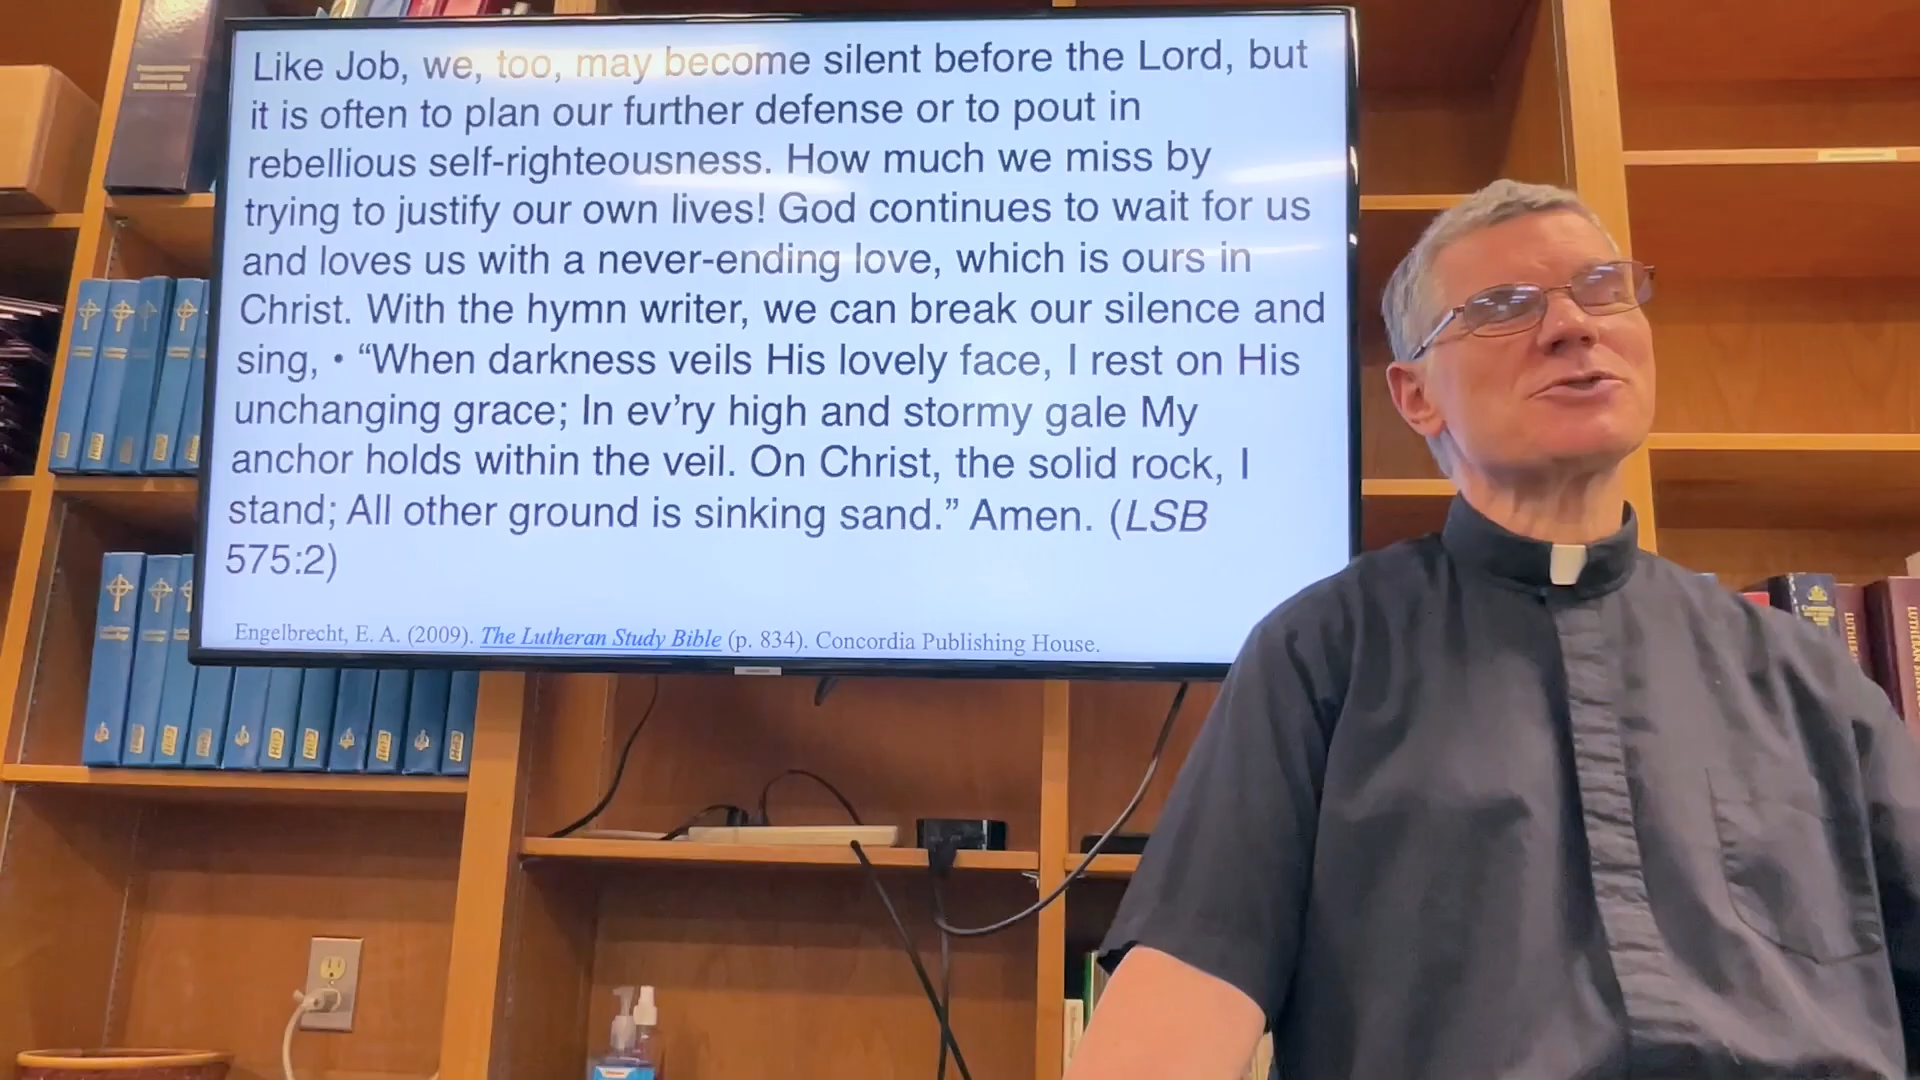 Like Job, we, too, may become silent before the Lord, but
it is often to plan our further defense or to pout in
rebellious self-righteousness. How much we miss by
trying to justify our own lives! God continues to wait for us
and loves us with a never-ending love, which is ours in
Christ. With the hymn writer, we can break our silence and
sing, • “When darkness veils His lovely face, I rest on His
unchanging grace; In ev’ry high and stormy gale My
anchor holds within the veil. On Christ, the solid rock, I
stand; All other ground is sinking sand.” Amen. (LSB
575:2)
Engelbrecht, E. A. (2009). The Lutheran Study Bible (p. 834). Concordia Publishing House.